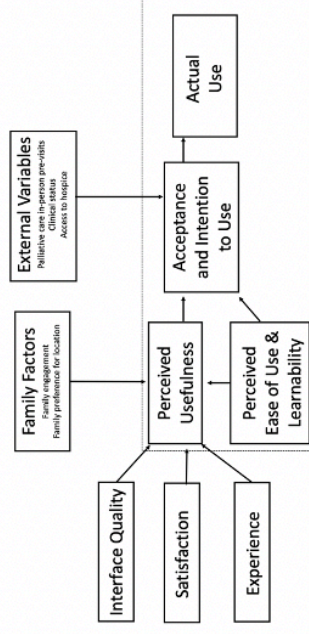 Family Factors
Family engagement
Family preference for location
External Variables
Palliative care in-person pre-visits
Clinical status
Access to hospice
Interface Quality
Satisfaction
Experience
Perceived
Usefulness
Perceived
Ease of Use &
Learnability
Acceptance
and Intention
to Use
Actual
Use